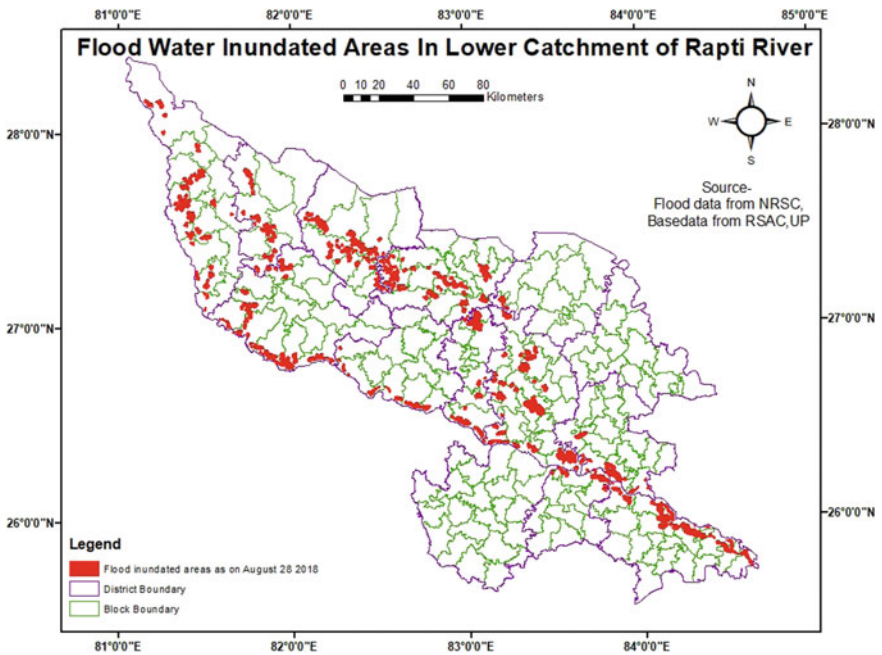 81°0'0"E 82°0'0"E 83°0'0"E 84°0'0"E 85°0'0"E
Flood Water Inundated Areas In Lower Catchment of Rapti River
0 10 20 40 60 80
Kilometers
N
W E
S
28°0'0"N 28°0'0"N
Source-
Flood data from NRSC,
Basedata from RSAC,UP
27°0'0"N 27°0'0"N
26°0'0"N 26°0'0"N
Legend
Flood inundated areas as on August 28 2018
District Boundary
Block Boundary
81°0'0"E 82°0'0"E 83°0'0"E 84°0'0"E